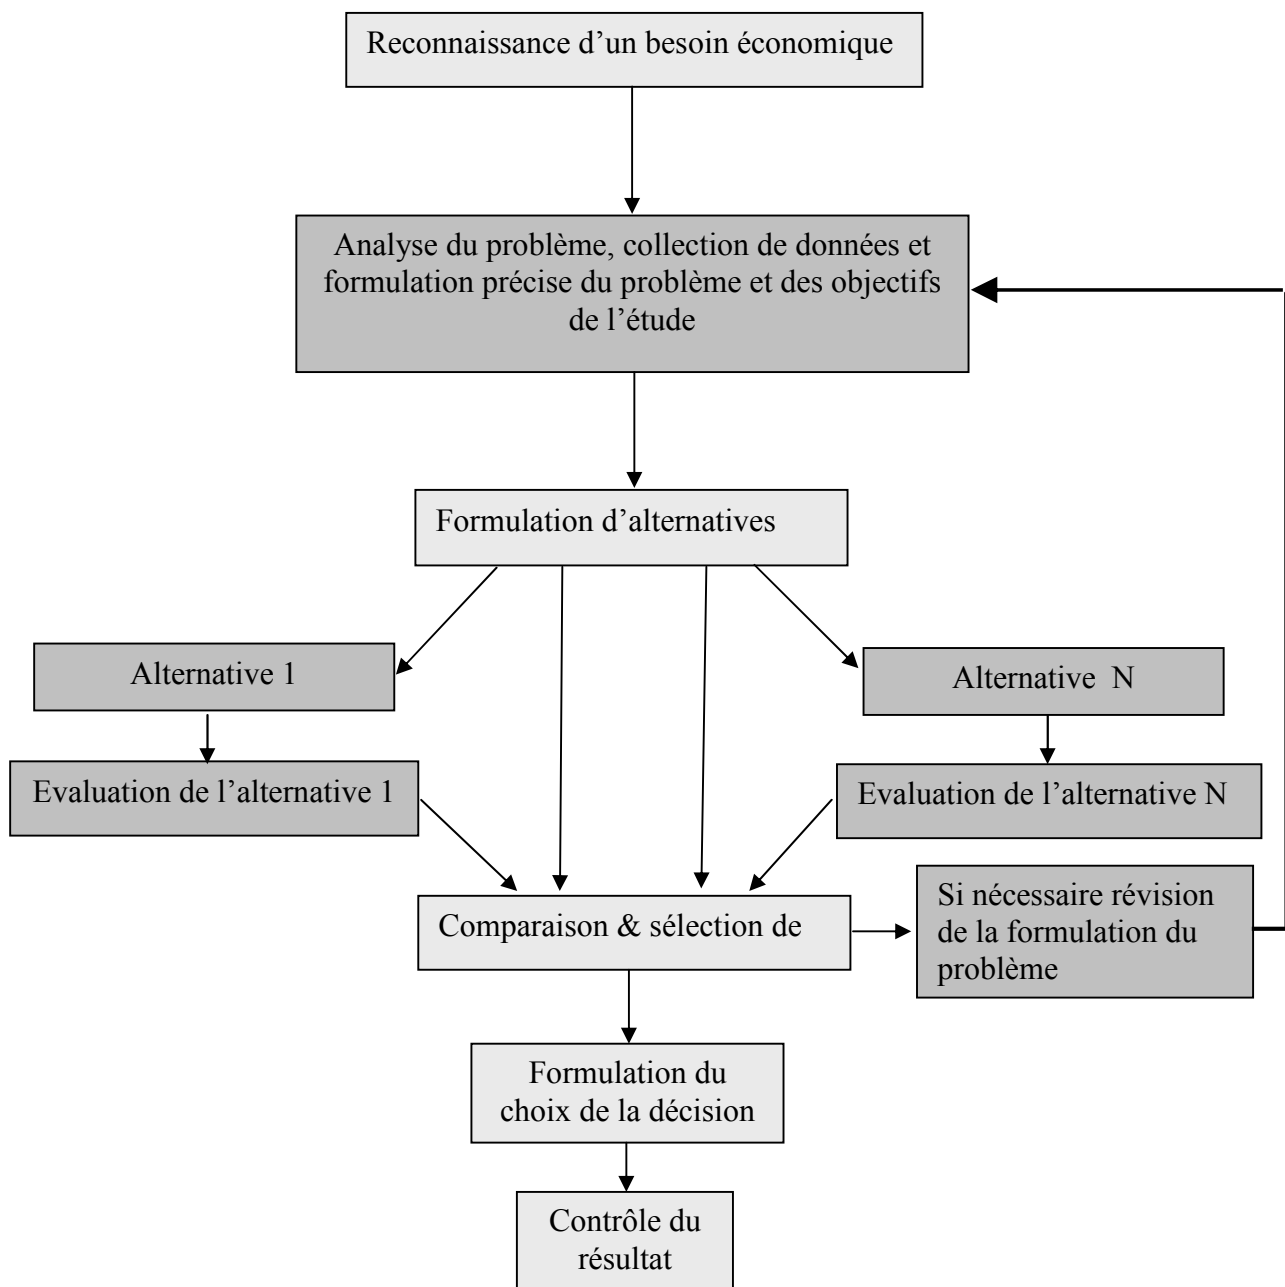 Reconnaissance d’un besoin économique
Analyse du problème, collection de données et
formulation précise du problème et des objectifs
de l’étude
Formulation d’alternatives
Alternative 1
Alternative N
Evaluation de l’alternative 1
Evaluation de l’alternative N
Comparaison & sélection de
Si nécessaire révision
de la formulation du
problème
Formulation du
choix de la décision
Contrôle du
résultat